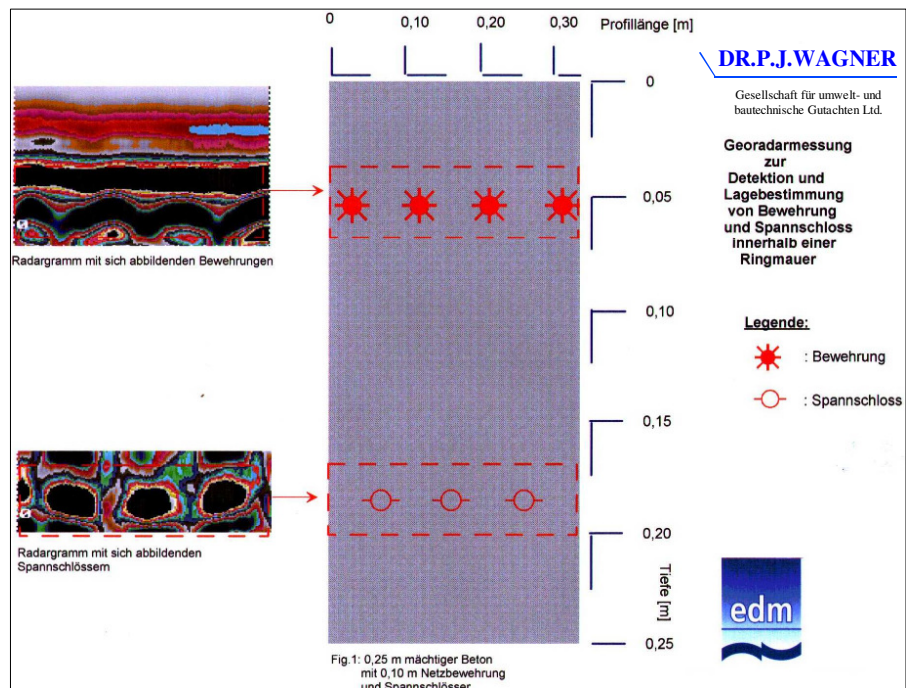 0 0,10 0,20 0,30 Profillänge [m]
DR.P.J.WAGNER
Gesellschaft für umwelt- und
bautechnische Gutachten Ltd.
Georadarmessung
zur
Detektion und
Lagebestimmung
von Bewehrung
und Spannschloss
innerhalb einer
Ringmauer
0
0,05
0,10
0,15
0,20
0,25
Tiefe [m]
Radargramm mit sich abbildenden Bewehrungen
Legende:
: Bewehrung
: Spannschloss
Radargramm mit sich abbildenden
Spannschlössern
edm
Fig.1: 0,25 m mächtiger Beton
mit 0,10 m Netzbewehrung
und Spannschlösser